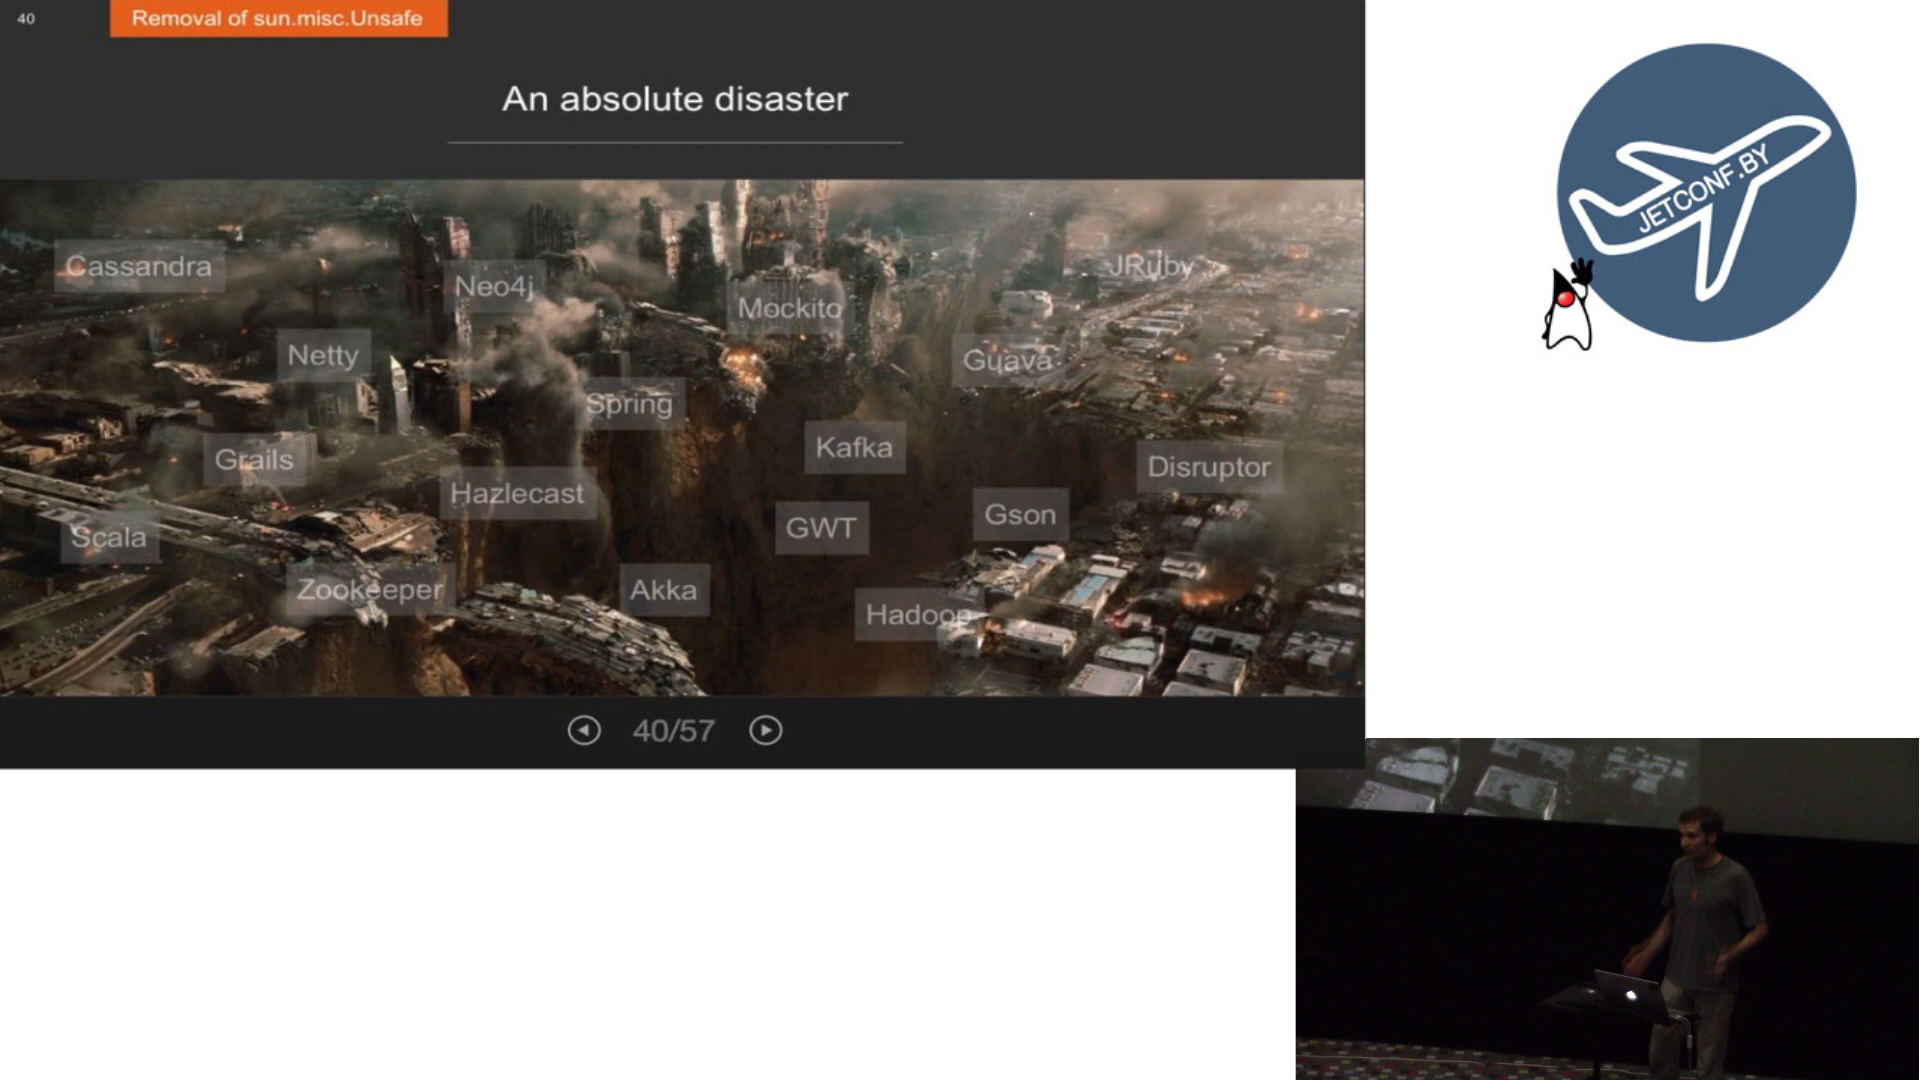 40
Removal of sun.misc.Unsafe
An absolute disaster
Cassandra
Neo4j
Mockito
JRuby
Netty
Guava
Spring
Grails
Kafka
Disruptor
Hazlecast
Scala
GWT
Gson
Zookeeper
Akka
Hadoop
40/57
JETCONF.BY